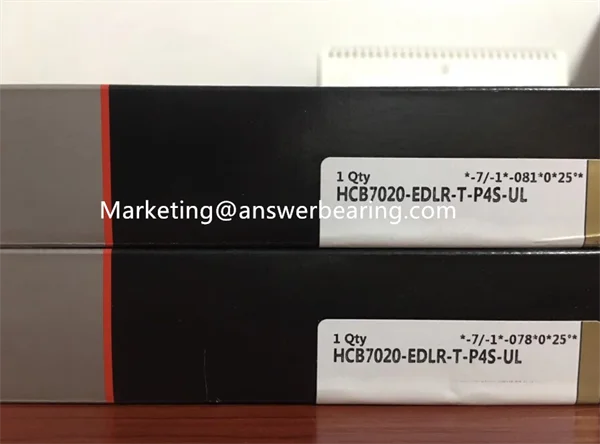 1 Qty *-7/-1*-081*0*25°*
HCB7020-EDLR-T-P4S-UL
Marketing@answerbearing.com
1 Qty *-7/-1*-078*0*25°*
HCB7020-EDLR-T-P4S-UL